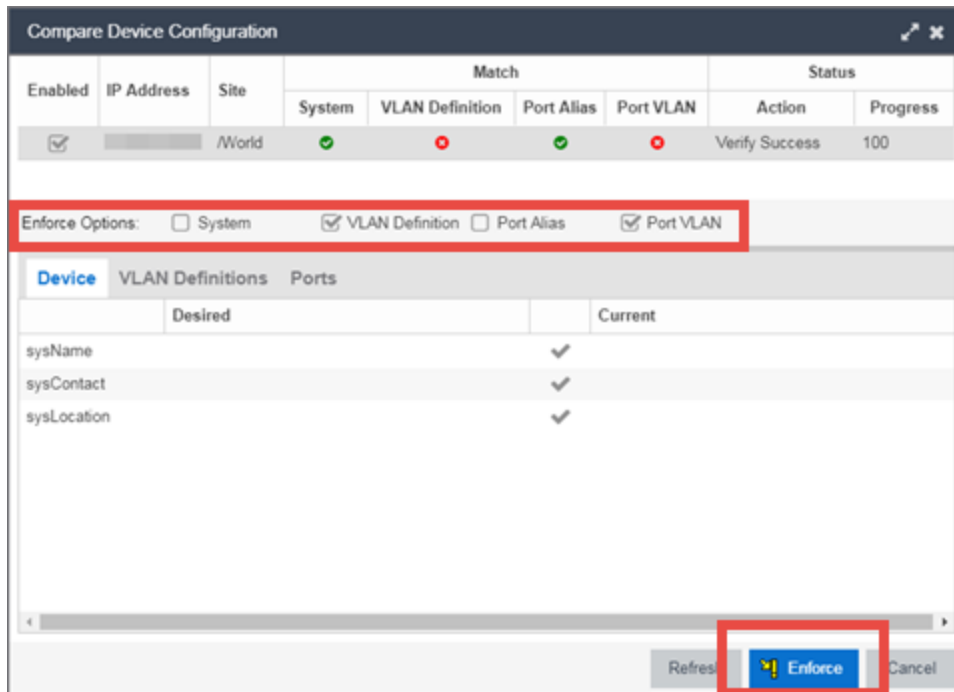 Compare Device Configuration
Enabled IP Address Site Match Status
System VLAN Definition Port Alias Port VLAN Action Progress
/World Verify Success 100
Enforce Options: System VLAN Definition Port Alias Port VLAN
Device VLAN Definitions Ports
Desired Current
sysName
sysContact
sysLocation
Refresh Enforce Cancel